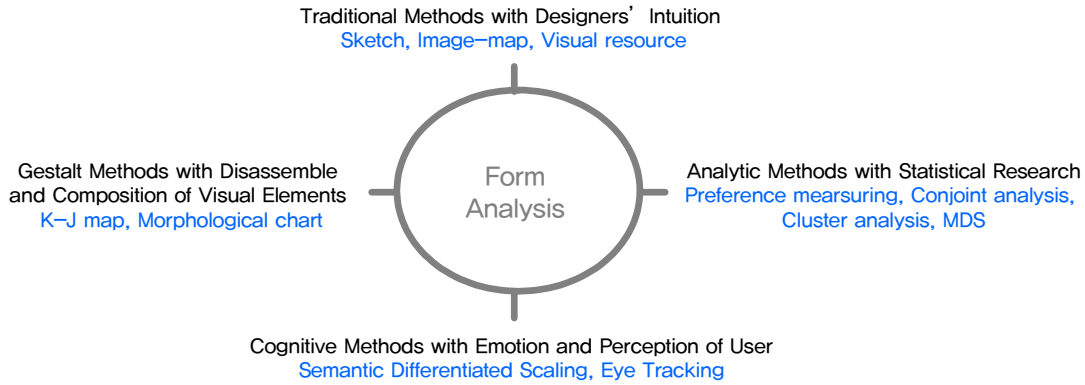 Traditional Methods with Designers’ Intuition
Sketch, Image-map, Visual resource
Gestalt Methods with Disassemble
and Composition of Visual Elements
K-J map, Morphological chart
Form
Analysis
Analytic Methods with Statistical Research
Preference mearsuring, Conjoint analysis,
Cluster analysis, MDS
Cognitive Methods with Emotion and Perception of User
Semantic Differentiated Scaling, Eye Tracking